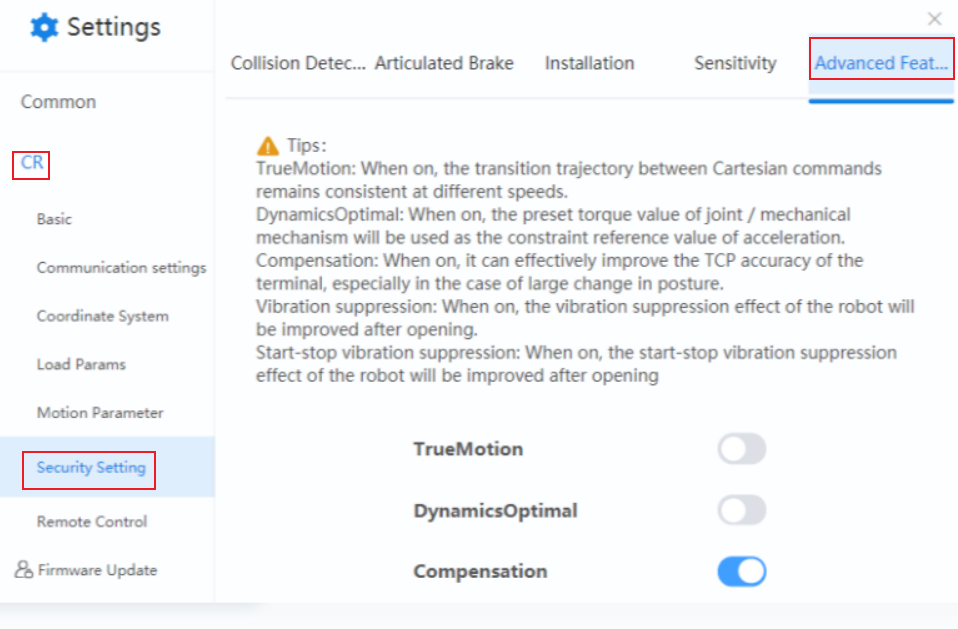 Settings
Collision Detec... Articulated Brake Installation Sensitivity Advanced Feat...
Common
CR
Basic
Communication settings
Coordinate System
Load Params
Motion Parameter
Security Setting
Remote Control
Firmware Update
Tips:
TrueMotion: When on, the transition trajectory between Cartesian commands
remains consistent at different speeds.
DynamicsOptimal: When on, the preset torque value of joint / mechanical
mechanism will be used as the constraint reference value of acceleration.
Compensation: When on, it can effectively improve the TCP accuracy of the
terminal, especially in the case of large change in posture.
Vibration suppression: When on, the vibration suppression effect of the robot will
be improved after opening.
Start-stop vibration suppression: When on, the start-stop vibration suppression
effect of the robot will be improved after opening
TrueMotion
DynamicsOptimal
Compensation